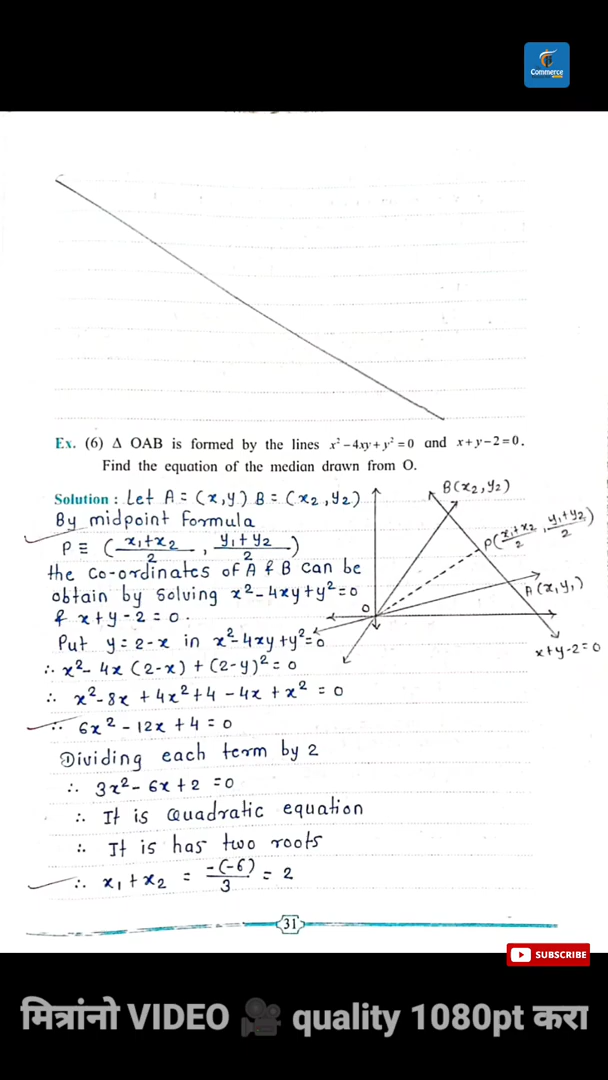 Commerce
Ex. (6) Δ OAB is formed by the lines x² – 4xy + y² = 0 and x + y – 2 = 0.
Find the equation of the median drawn from O.
Solution : Let A = (x, y) B = (x₂, y₂)
By midpoint Formula
P ≡ (x₁+x₂/2 , y₁+y₂/2)
the Co-ordinates of A & B can be
obtain by Solving x² – 4xy + y² = 0
& x + y – 2 = 0.
Put y = 2 – x in x² – 4xy + y² = 0
∴ x² – 4x (2 – x) + (2 – y)² = 0
∴ x² – 8x + 4x² + 4 – 4x + x² = 0
∴ 6x² – 12x + 4 = 0
Dividing each term by 2
∴ 3x² – 6x + 2 = 0
∴ It is Quadratic equation
∴ It is has two roots
∴ x₁ + x₂ = –(–6)/3 = 2
B(x₂, y₂)
P(x₁+x₂/2, y₁+y₂/2)
A(x₁, y₁)
O
x + y – 2 = 0
31
SUBSCRIBE
मित्रांनो VIDEO 🎥 quality 1080pt करा